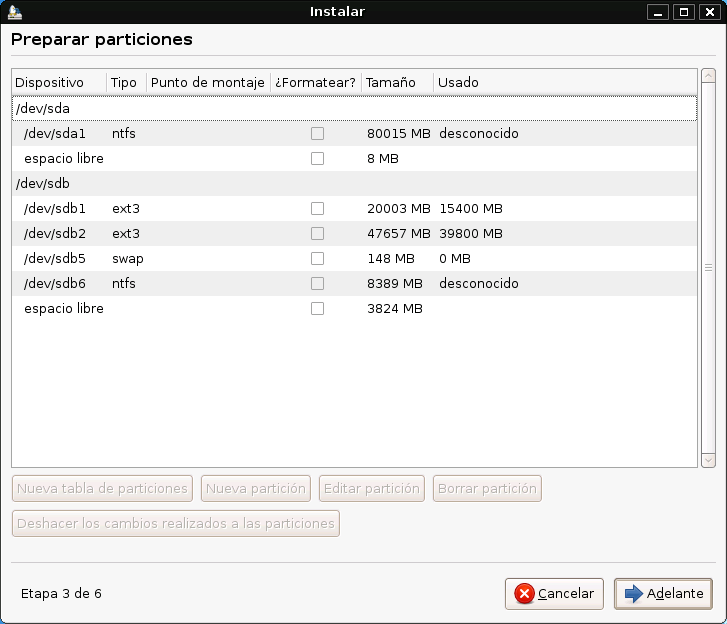 Instalar
Preparar particiones
Dispositivo Tipo Punto de montaje ¿Formatear? Tamaño Usado
/dev/sda
/dev/sda1 ntfs 80015 MB desconocido
espacio libre 8 MB
/dev/sdb
/dev/sdb1 ext3 20003 MB 15400 MB
/dev/sdb2 ext3 47657 MB 39800 MB
/dev/sdb5 swap 148 MB 0 MB
/dev/sdb6 ntfs 8389 MB desconocido
espacio libre 3824 MB
Nueva tabla de particiones Nueva partición Editar partición Borrar partición
Deshacer los cambios realizados a las particiones
Etapa 3 de 6 Cancelar Adelante